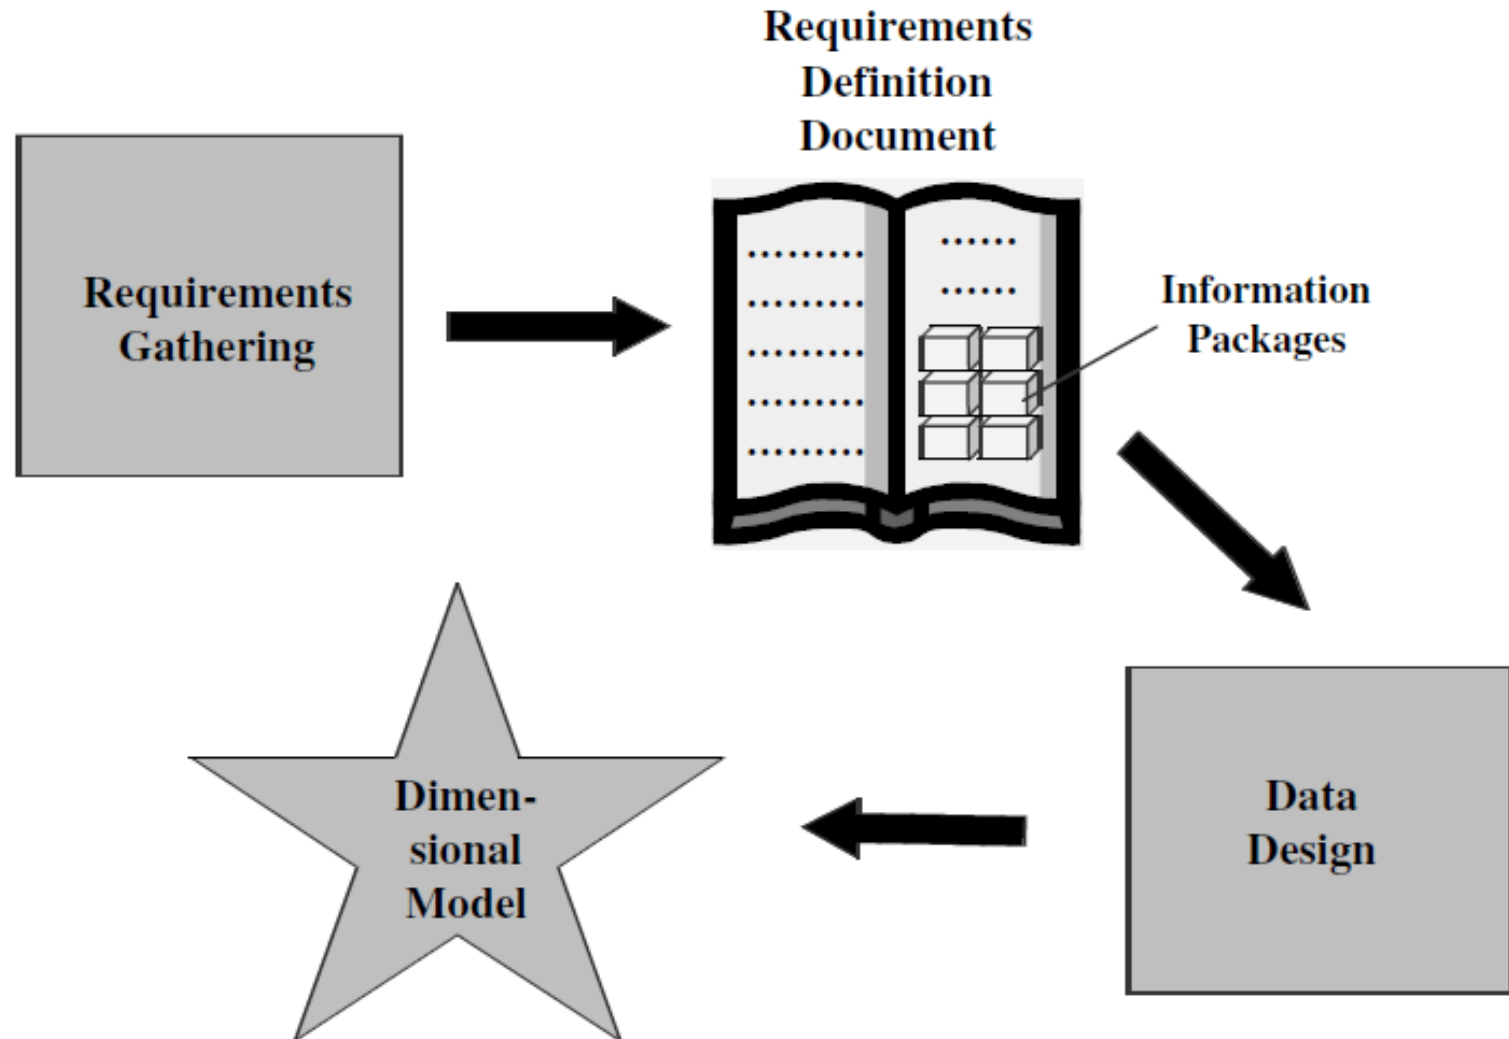 Requirements
Definition
Document
Requirements
Gathering
Information
Packages
Data
Design
Dimen-
sional
Model